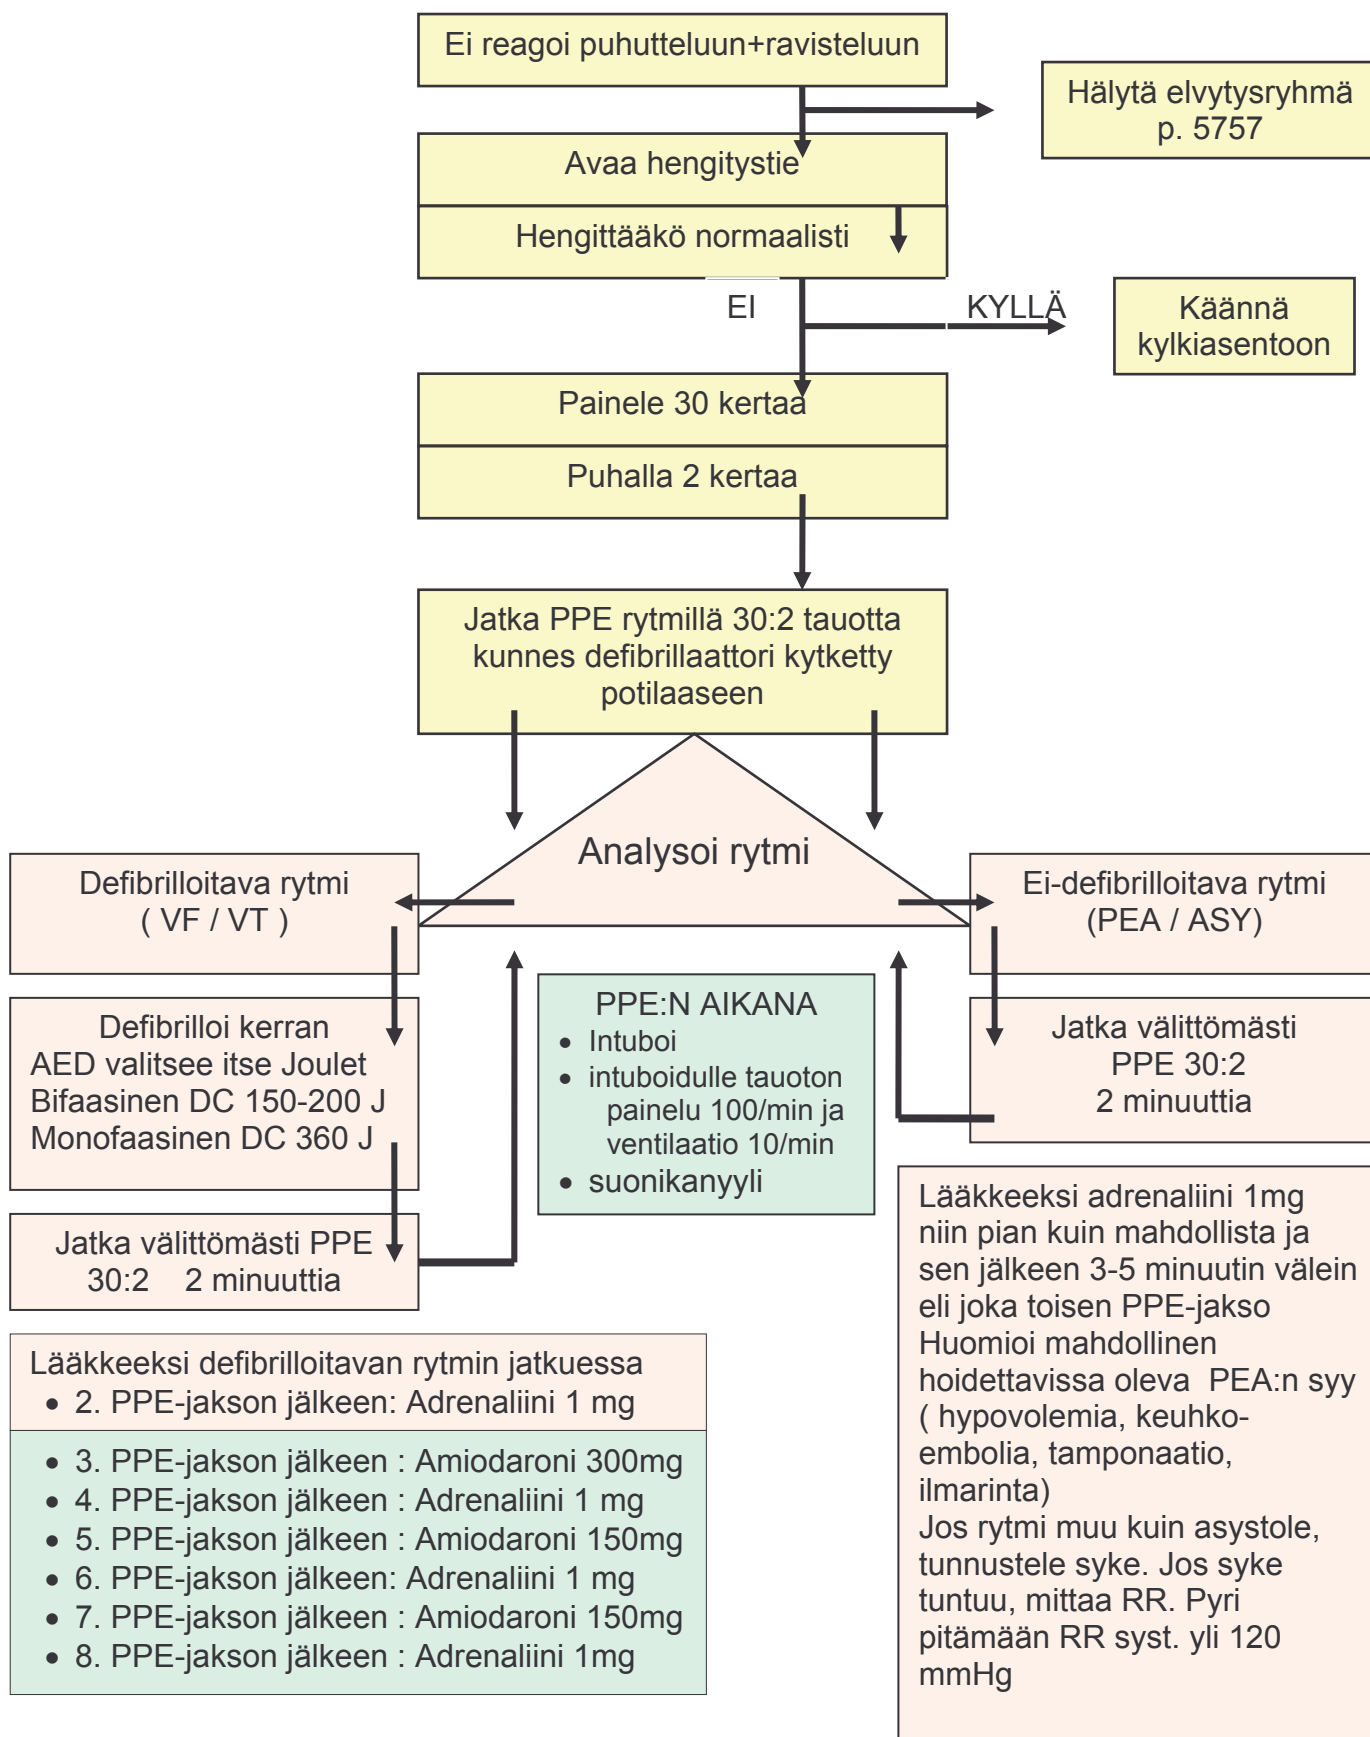 Ei reagoi puhutteluun+ravisteluun
Hälytä elvytysryhmä
p. 5757
Avaa hengitystie
Hengittääkö normaalisti
EI
KYLLÄ
Käännä
kylkiasentoon
Painele 30 kertaa
Puhalla 2 kertaa
Jatka PPE rytmillä 30:2 tauotta
kunnes defibrillaattori kytketty
potilaaseen
Analysoi rytmi
Defibrilloitava rytmi
( VF / VT )
Ei-defibrilloitava rytmi
(PEA / ASY)
Defibrilloi kerran
AED valitsee itse Joulet
Bifaasinen DC 150-200 J
Monofaasinen DC 360 J
PPE:N AIKANA
• Intuboi
• intuboidulle tauoton
painelu 100/min ja
ventilaatio 10/min
• suonikanyyli
Jatka välittömästi
PPE 30:2
2 minuuttia
Jatka välittömästi PPE
30:2 2 minuuttia
Lääkkeeksi defibrilloitavan rytmin jatkuessa
• 2. PPE-jakson jälkeen: Adrenaliini 1 mg
• 3. PPE-jakson jälkeen : Amiodaroni 300mg
• 4. PPE-jakson jälkeen : Adrenaliini 1 mg
• 5. PPE-jakson jälkeen : Amiodaroni 150mg
• 6. PPE-jakson jälkeen: Adrenaliini 1 mg
• 7. PPE-jakson jälkeen : Amiodaroni 150mg
• 8. PPE-jakson jälkeen : Adrenaliini 1mg
Lääkkeeksi adrenaliini 1mg
niin pian kuin mahdollista ja
sen jälkeen 3-5 minuutin välein
eli joka toisen PPE-jakso
Huomioi mahdollinen
hoidettavissa oleva PEA:n syy
( hypovolemia, keuhko-
embolia, tamponaatio,
ilmarinta)
Jos rytmi muu kuin asystole,
tunnustele syke. Jos syke
tuntuu, mittaa RR. Pyri
pitämään RR syst. yli 120
mmHg